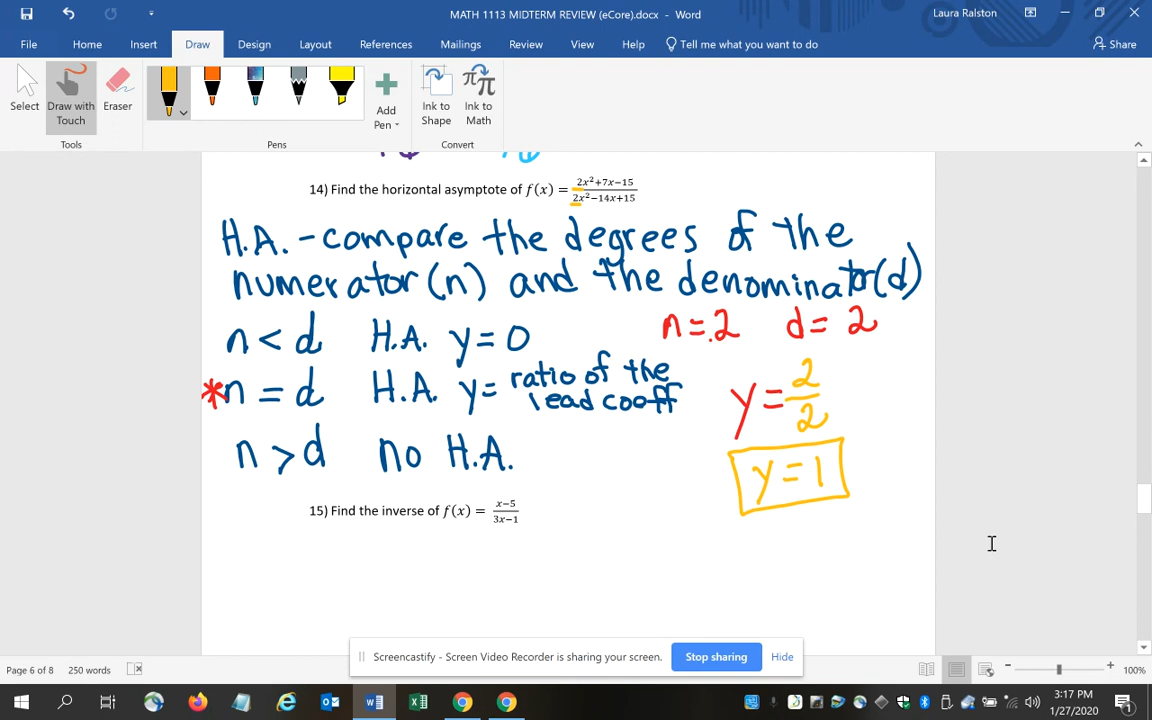 MATH 1113 MIDTERM REVIEW (eCore).docx - Word
Laura Ralston
File Home Insert Draw Design Layout References Mailings Review View Help Tell me what you want to do Share
Select Draw with Touch Eraser Add Pen Ink to Shape Ink to Math
Tools Pens Convert
14) Find the horizontal asymptote of f(x) = 2x²+7x−15 / 2x²−14x+15
H.A. - compare the degrees of the
numerator (n) and the denominator (d)
n < d H.A. y = 0 n = 2 d = 2
*n = d H.A. y = ratio of the lead coeff y = 2/2
n > d no H.A. y = 1
15) Find the inverse of f(x) = x−5 / 3x−1
Screencastify - Screen Video Recorder is sharing your screen. Stop sharing Hide
Page 6 of 8 250 words 100%
3:17 PM
1/27/2020